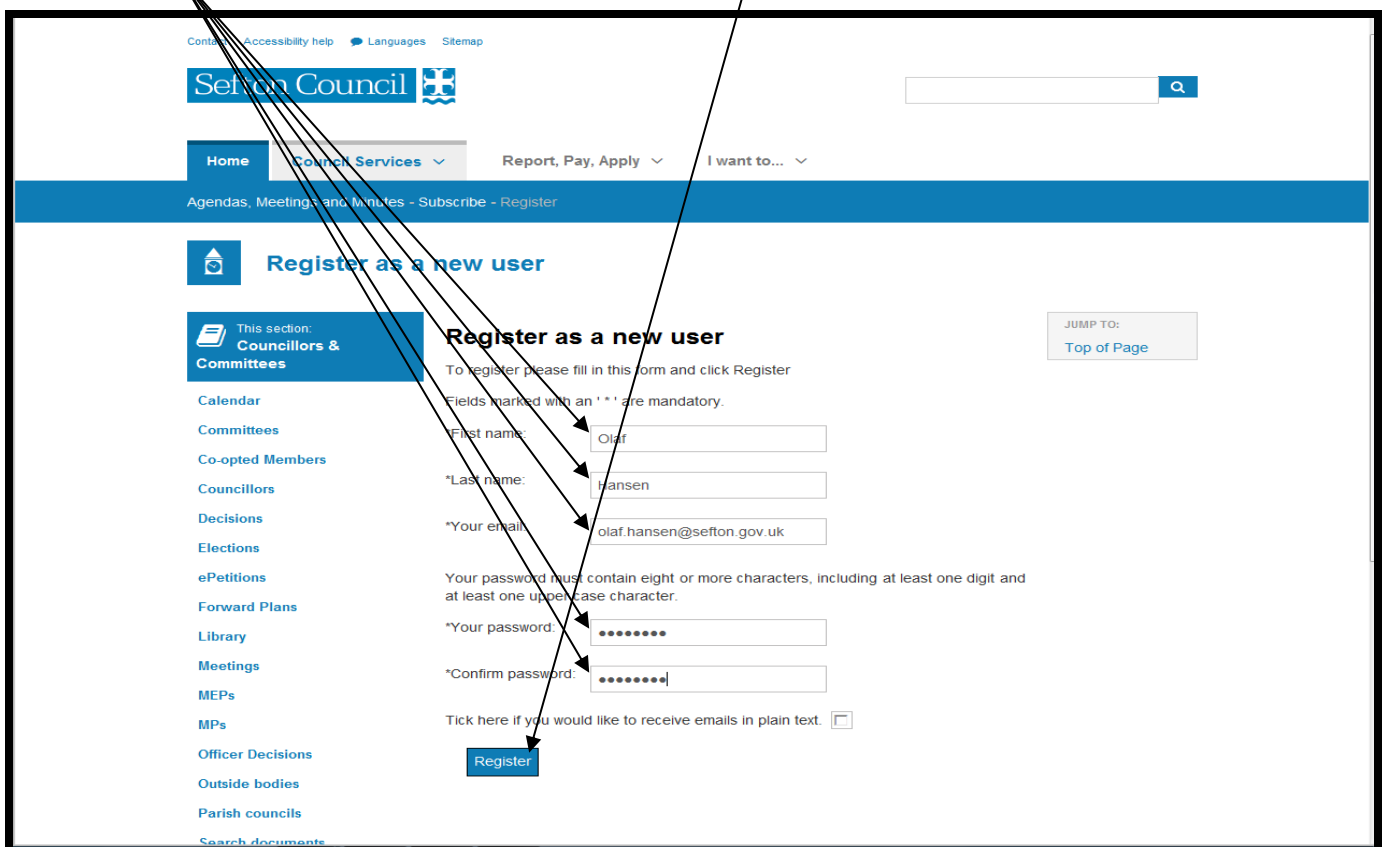 Contact Accessibility help Languages Sitemap
Sefton Council
Home Council Services Report, Pay, Apply I want to...
Agendas, Meetings and Minutes - Subscribe - Register
Register as a new user
This section:
Councillors &
Committees
Calendar
Committees
Co-opted Members
Councillors
Decisions
Elections
ePetitions
Forward Plans
Library
Meetings
MEPs
MPs
Officer Decisions
Outside bodies
Parish councils
Search documents
Register as a new user
To register please fill in this form and click Register
Fields marked with an ' * ' are mandatory.
*First name: Olaf
*Last name: Hansen
*Your email: olaf.hansen@sefton.gov.uk
Your password must contain eight or more characters, including at least one digit and
at least one upper case character.
*Your password: ●●●●●●●●
*Confirm password: ●●●●●●●●
Tick here if you would like to receive emails in plain text.
Register
JUMP TO:
Top of Page